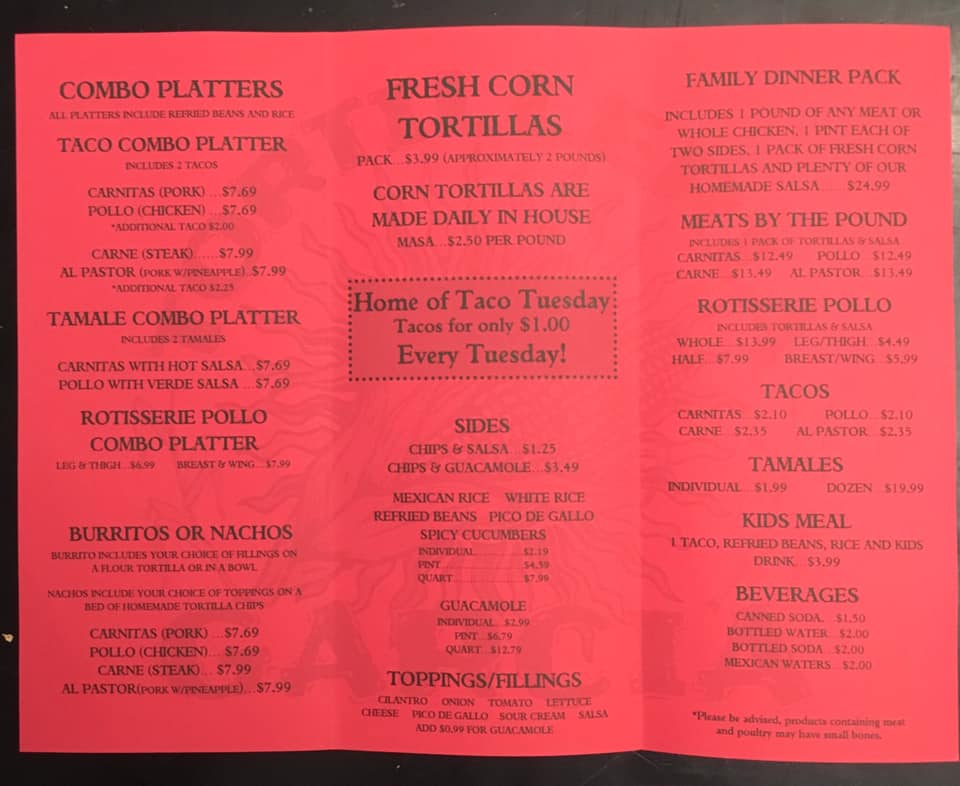 COMBO PLATTERS
ALL PLATTERS INCLUDE REFRIED BEANS AND RICE
TACO COMBO PLATTER
INCLUDES 2 TACOS
CARNITAS (PORK) ...$7.69
POLLO (CHICKEN) ...$7.69
*ADDITIONAL TACO $2.00
CARNE (STEAK)......$7.99
AL PASTOR (PORK W/PINEAPPLE)..$7.99
*ADDITIONAL TACO $2.25
TAMALE COMBO PLATTER
INCLUDES 2 TAMALES
CARNITAS WITH HOT SALSA...$7.69
POLLO WITH VERDE SALSA ...$7.69
ROTISSERIE POLLO
COMBO PLATTER
LEG & THIGH...$6.99 BREAST & WING...$7.99
BURRITOS OR NACHOS
BURRITO INCLUDES YOUR CHOICE OF FILLINGS ON
A FLOUR TORTILLA OR IN A BOWL
NACHOS INCLUDE YOUR CHOICE OF TOPPINGS ON A
BED OF HOMEMADE TORTILLA CHIPS
CARNITAS (PORK) ...$7.69
POLLO (CHICKEN)... $7.69
CARNE (STEAK)... $7.99
AL PASTOR(PORK W/PINEAPPLE)...$7.99
FRESH CORN
TORTILLAS
PACK...$3.99 (APPROXIMATELY 2 POUNDS)
CORN TORTILLAS ARE
MADE DAILY IN HOUSE
MASA...$2.50 PER POUND
Home of Taco Tuesday
Tacos for only $1.00
Every Tuesday!
SIDES
CHIPS & SALSA...$1.25
CHIPS & GUACAMOLE...$3.49
MEXICAN RICE WHITE RICE
REFRIED BEANS PICO DE GALLO
SPICY CUCUMBERS
INDIVIDUAL.................$2.19
PINT.........................$4.59
QUART......................$7.99
GUACAMOLE
INDIVIDUAL...$2.99
PINT...$6.79
QUART...$12.79
TOPPINGS/FILLINGS
CILANTRO ONION TOMATO LETTUCE
CHEESE PICO DE GALLO SOUR CREAM SALSA
ADD $0.99 FOR GUACAMOLE
FAMILY DINNER PACK
INCLUDES 1 POUND OF ANY MEAT OR
WHOLE CHICKEN, 1 PINT EACH OF
TWO SIDES, 1 PACK OF FRESH CORN
TORTILLAS AND PLENTY OF OUR
HOMEMADE SALSA...... $24.99
MEATS BY THE POUND
INCLUDES 1 PACK OF TORTILLAS & SALSA
CARNITAS...$12.49 POLLO...$12.49
CARNE...$13.49 AL PASTOR...$13.49
ROTISSERIE POLLO
INCLUDES TORTILLAS & SALSA
WHOLE...$13.99 LEG/THIGH...$4.49
HALF...$7.99 BREAST/WING...$5.99
TACOS
CARNITAS...$2.10 POLLO...$2.10
CARNE...$2.35 AL PASTOR...$2.35
TAMALES
INDIVIDUAL...$1.99 DOZEN...$19.99
KIDS MEAL
1 TACO, REFRIED BEANS, RICE AND KIDS
DRINK...$3.99
BEVERAGES
CANNED SODA...$1.50
BOTTLED WATER...$2.00
BOTTLED SODA...$2.00
MEXICAN WATERS...$2.00
*Please be advised, products containing meat
and poultry may have small bones.